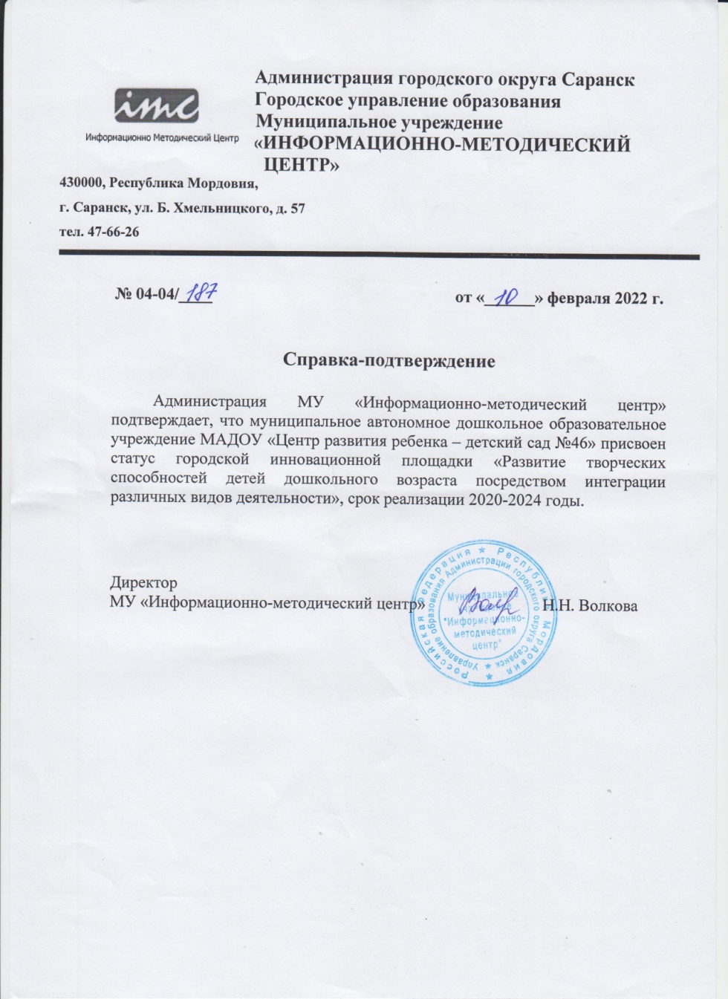 Администрация городского округа Саранск
Городское управление образования
Муниципальное учреждение
«ИНФОРМАЦИОННО-МЕТОДИЧЕСКИЙ
ЦЕНТР»
imc
Информационно Методический Центр
430000, Республика Мордовия,
г. Саранск, ул. Б. Хмельницкого, д. 57
тел. 47-66-26
№ 04-04/187
от «10» февраля 2022 г.
Справка-подтверждение
Администрация МУ «Информационно-методический центр»
подтверждает, что муниципальное автономное дошкольное образовательное
учреждение МАДОУ «Центр развития ребенка – детский сад №46» присвоен
статус городской инновационной площадки «Развитие творческих
способностей детей дошкольного возраста посредством интеграции
различных видов деятельности», срок реализации 2020-2024 годы.
Директор
МУ «Информационно-методический центр»
Н.Н. Волкова
Российская Федерация ★ Республика Мордовия ★
Управление образования Администрации городского округа Саранск ★
Муниципальное
учреждение
"Информационно-
методический
центр"